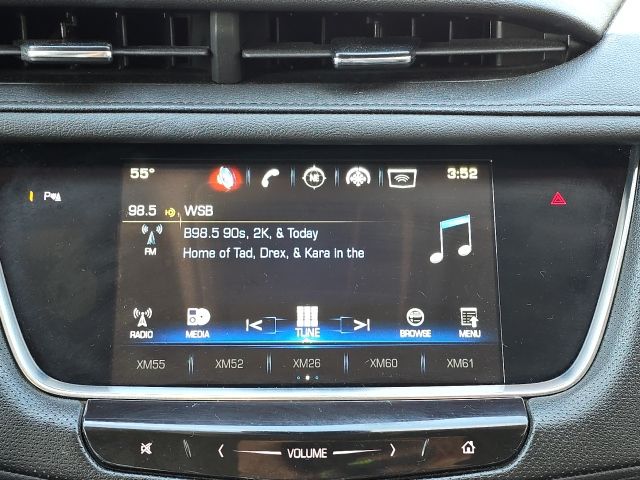 55° NE 3:52
P
98.5 WSB
B98.5 90s, 2K, & Today
FM
Home of Tad, Drex, & Kara in the
RADIO MEDIA TUNE BROWSE MENU
XM55 XM52 XM26 XM60 XM61
VOLUME